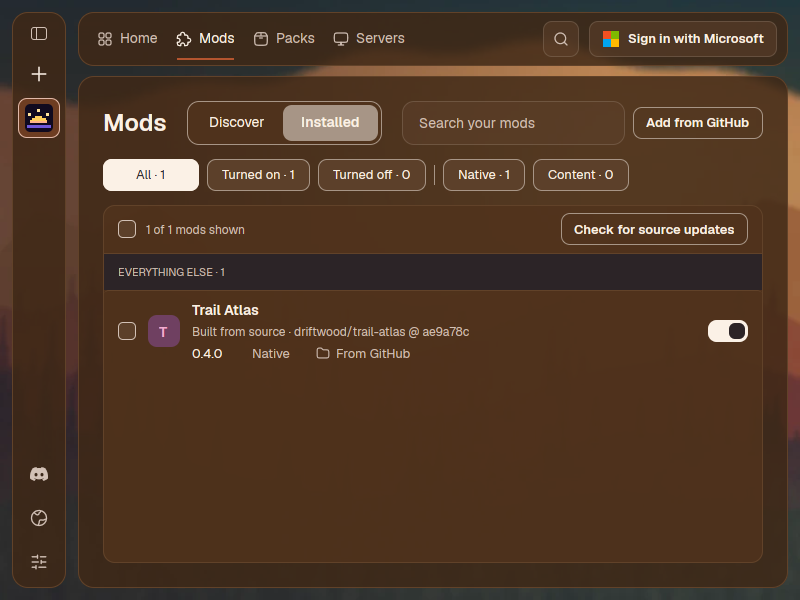 Home
Mods
Packs
Servers
Sign in with Microsoft
Mods
Discover
Installed
Search your mods
Add from GitHub
All · 1
Turned on · 1
Turned off · 0
Native · 1
Content · 0
1 of 1 mods shown
Check for source updates
EVERYTHING ELSE · 1
T
Trail Atlas
Built from source · driftwood/trail-atlas @ ae9a78c
0.4.0
Native
From GitHub